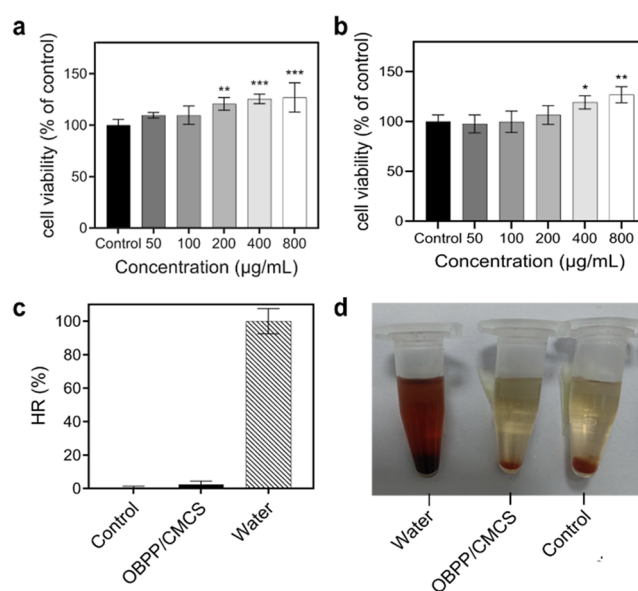 a
cell viability (% of control)
150
100
50
0
** *** ***
Control 50 100 200 400 800
Concentration (µg/mL)
b
cell viability (% of control)
150
100
50
0
* **
Control 50 100 200 400 800
Concentration (µg/mL)
c
HR (%)
100
80
60
40
20
0
Control
OBPP/CMCS
Water
d
Water
OBPP/CMCS
Control